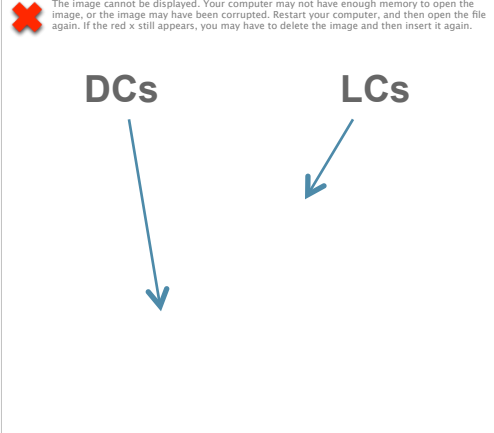 The image cannot be displayed. Your computer may not have enough memory to open the
image, or the image may have been corrupted. Restart your computer, and then open the file
again. If the red x still appears, you may have to delete the image and then insert it again.
DCs LCs